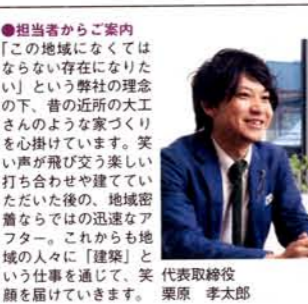 ●担当者からご案内
「この地域になくては
ならない存在になりた
い」という弊社の理念
の下、昔の近所の大工
さんのような家づくり
を心掛けています。笑
い声が飛び交う楽しい
打ち合わせや建ててい
ただいた後の、地域密
着ならではの迅速なア
フター。これからも地
域の人々に「建築」と
いう仕事を通じて、笑
顔を届けていきます。
代表取締役
栗原　孝太郎